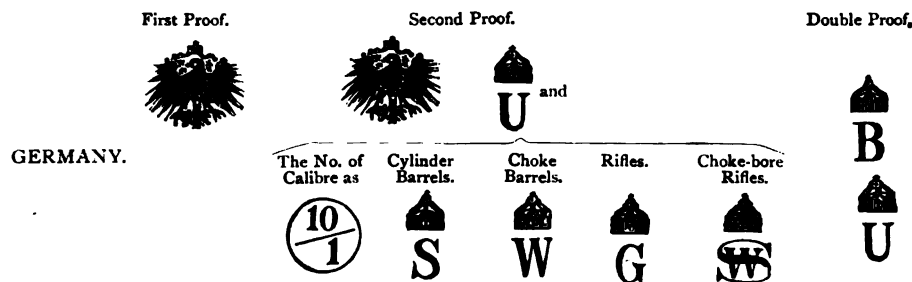 First Proof.
Second Proof.
Double Proof.
U and
B
GERMANY.
The No. of Calibre as
Cylinder Barrels.
Choke Barrels.
Rifles.
Choke-bore Rifles.
U
10/1
S
W
G
SW